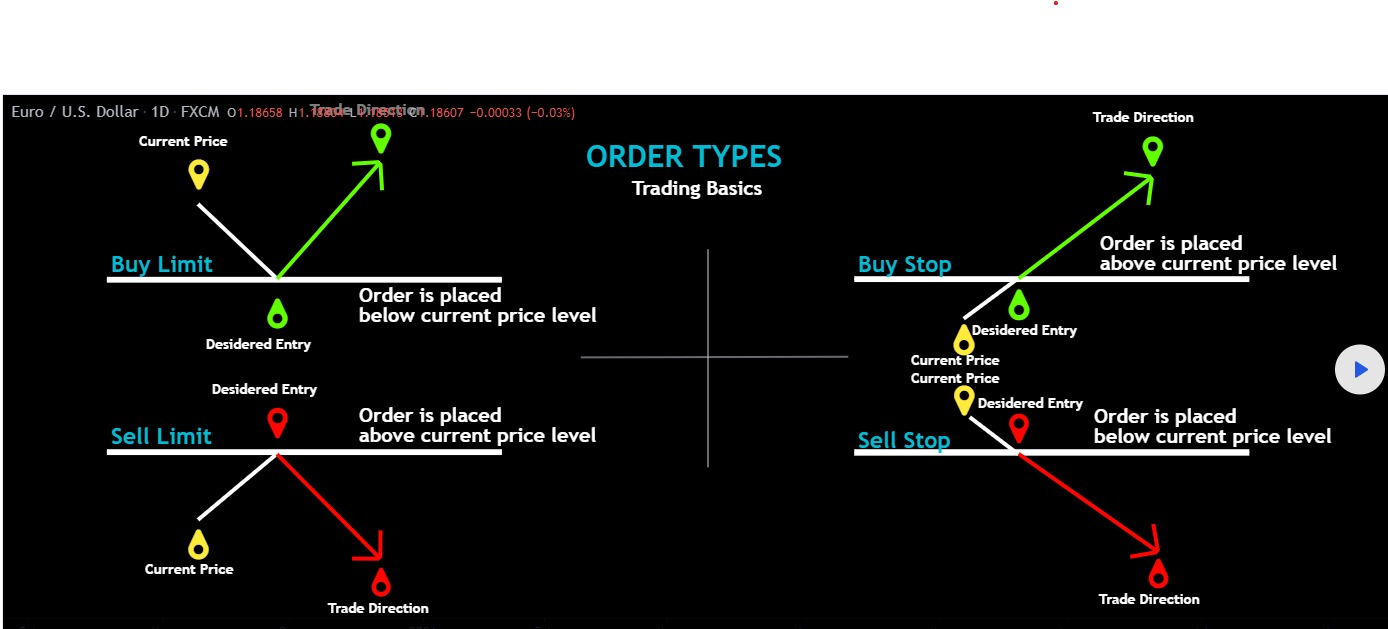 Euro / U.S. Dollar · 1D · FXCM O1.18658 C1.18607 −0.00033 (−0.03%)
Trade Direction
Current Price
Buy Limit
Order is placed
below current price level
Desidered Entry
ORDER TYPES
Trading Basics
Trade Direction
Buy Stop
Order is placed
above current price level
Desidered Entry
Current Price
Desidered Entry
Sell Limit
Order is placed
above current price level
Current Price
Trade Direction
Current Price
Desidered Entry
Sell Stop
Order is placed
below current price level
Trade Direction